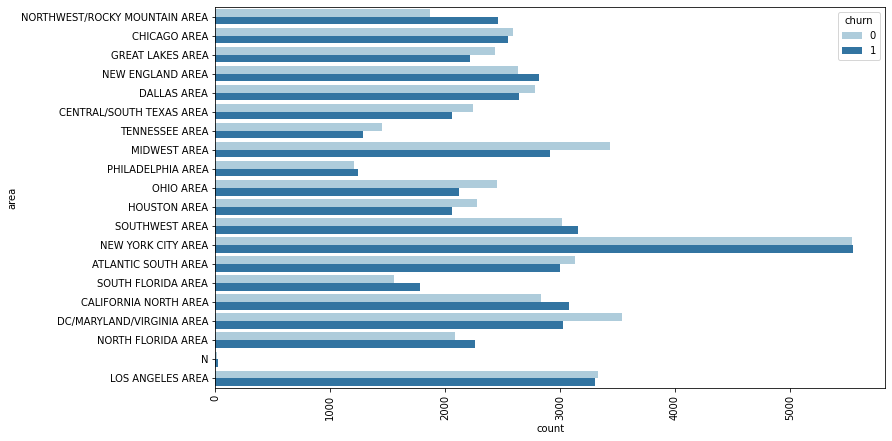 churn
0
1
NORTHWEST/ROCKY MOUNTAIN AREA
CHICAGO AREA
GREAT LAKES AREA
NEW ENGLAND AREA
DALLAS AREA
CENTRAL/SOUTH TEXAS AREA
TENNESSEE AREA
MIDWEST AREA
PHILADELPHIA AREA
OHIO AREA
HOUSTON AREA
SOUTHWEST AREA
NEW YORK CITY AREA
ATLANTIC SOUTH AREA
SOUTH FLORIDA AREA
CALIFORNIA NORTH AREA
DC/MARYLAND/VIRGINIA AREA
NORTH FLORIDA AREA
N
LOS ANGELES AREA
area
0
1000
2000
3000
4000
5000
count